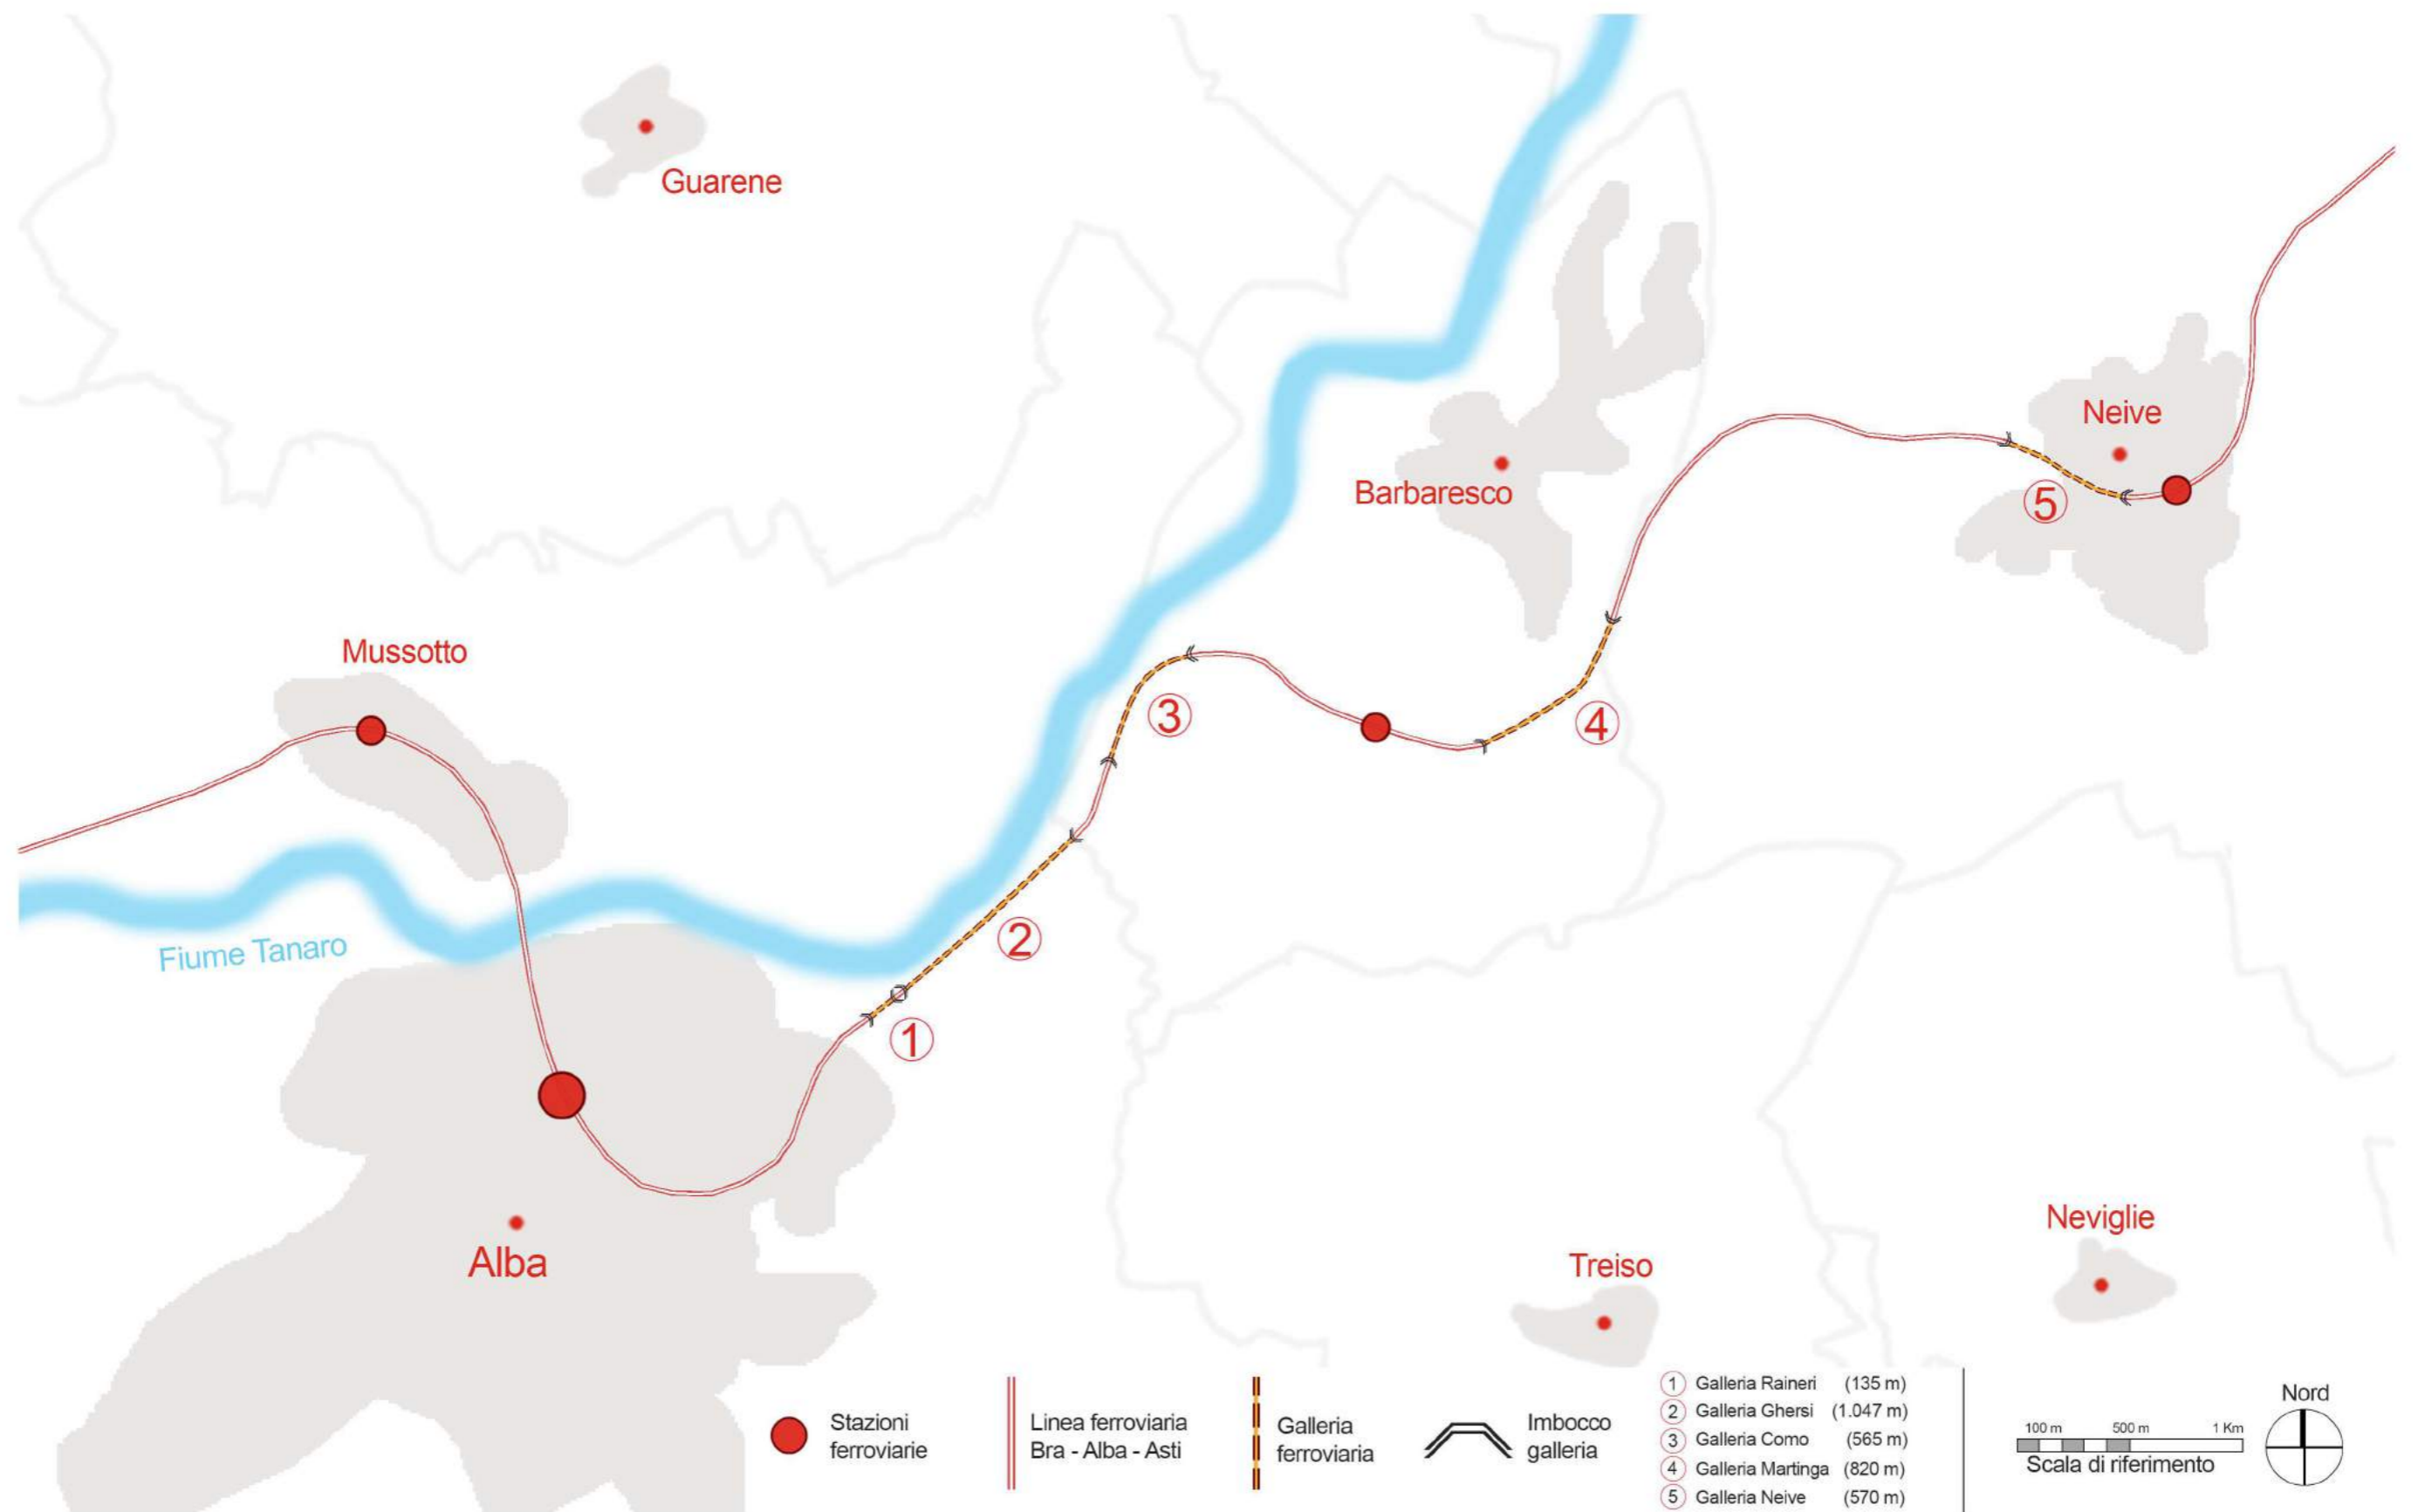 Guarene
Neive
5
Barbaresco
Mussotto
3
4
2
Fiume Tanaro
1
Alba
Neviglie
Treiso
Stazioni
ferroviarie
Linea ferroviaria
Bra - Alba - Asti
Galleria
ferroviaria
Imbocco
galleria
1 Galleria Raineri (135 m)
2 Galleria Ghersi (1.047 m)
3 Galleria Como (565 m)
4 Galleria Martinga (820 m)
5 Galleria Neive (570 m)
100 m 500 m 1 Km
Scala di riferimento
Nord